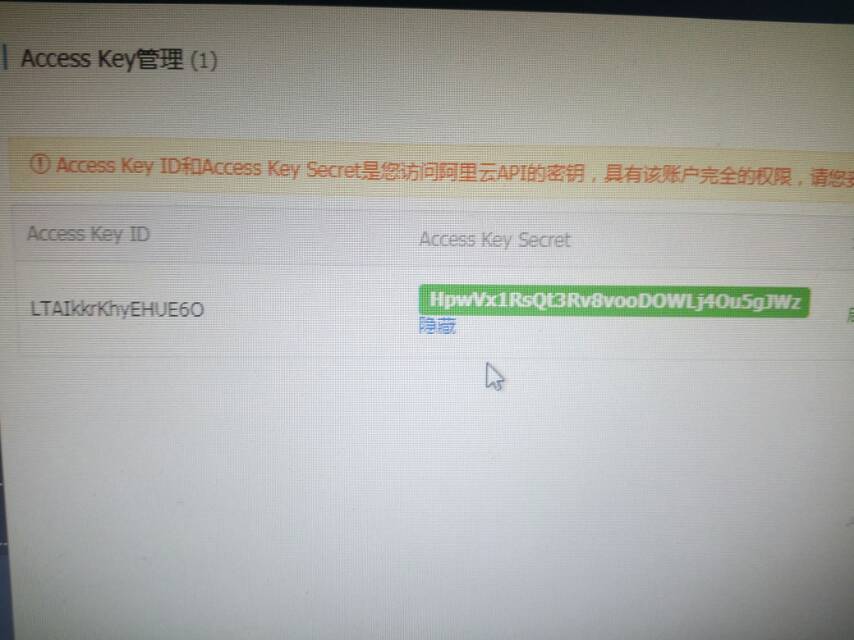 Access Key管理 (1)
Access Key ID和Access Key Secret是您访问阿里云API的密钥，具有该账户完全的权限，请您
Access Key ID
Access Key Secret
LTAIkkrKhyEHUE6O
HpwVx1RsQt3Rv8vooDOWLj4Ou5gJWz
隐藏